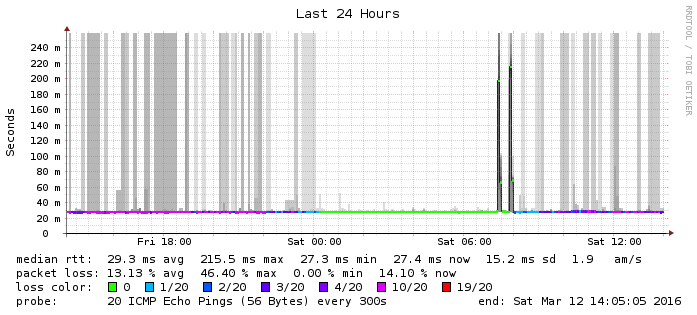 Last 24 Hours
RRDTOOL / TOBI OETIKER
Seconds
240 m
220 m
200 m
180 m
160 m
140 m
120 m
100 m
80 m
60 m
40 m
20 m
0
Fri 18:00 Sat 00:00 Sat 06:00 Sat 12:00
median rtt: 29.3 ms avg 215.5 ms max 27.3 ms min 27.4 ms now 15.2 ms sd 1.9 am/s
packet loss: 13.13 % avg 46.40 % max 0.00 % min 14.10 % now
loss color: 0 1/20 2/20 3/20 4/20 10/20 19/20
probe: 20 ICMP Echo Pings (56 Bytes) every 300s end: Sat Mar 12 14:05:05 2016